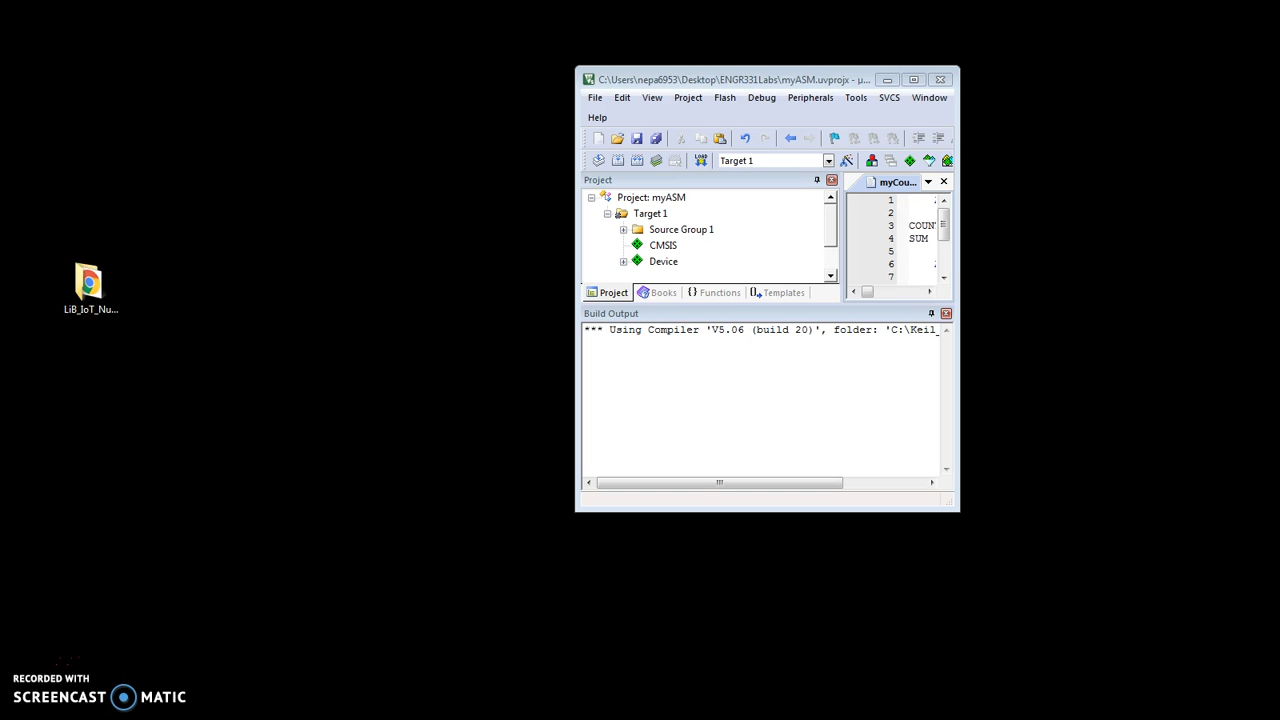 C:\Users\nepa6953\Desktop\ENGR331Labs\myASM.uvprojx - µ...
File Edit View Project Flash Debug Peripherals Tools SVCS Window
Help
LOAD Target 1
Project
myCou...
Project: myASM
Target 1
Source Group 1
CMSIS
Device
1
2
3 COUN
4 SUM
5
6 ;
7
Project Books {} Functions Templates
Build Output
*** Using Compiler 'V5.06 (build 20)', folder: 'C:\Keil_
LiB_IoT_Nu...
RECORDED WITH
SCREENCAST MATIC